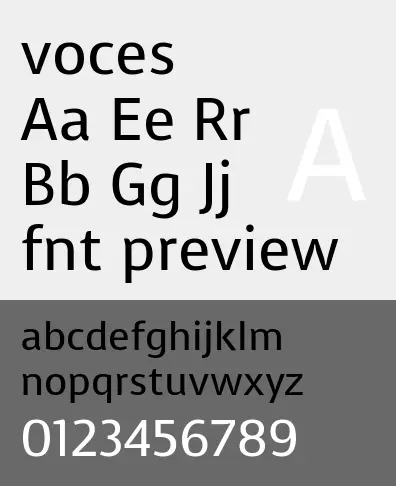 voces
Aa Ee Rr
A
Bb Gg Jj
fnt preview
abcdefghijklm
nopqrstuvwxyz
0123456789